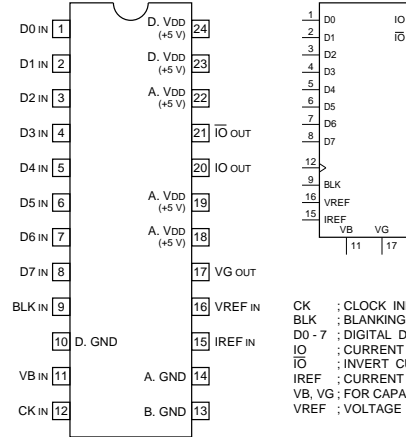 D0 IN 1
D1 IN 2
D2 IN 3
D3 IN 4
D4 IN 5
D5 IN 6
D6 IN 7
D7 IN 8
BLK IN 9
10 D. GND
VB IN 11
CK IN 12
D. VDD 24
(+5 V)
D. VDD 23
(+5 V)
A. VDD 22
(+5 V)
21 I̅O̅ OUT
20 IO OUT
A. VDD 19
(+5 V)
A. VDD 18
(+5 V)
17 VG OUT
16 VREF IN
15 IREF IN
A. GND 14
B. GND 13
1 D0 IO
2 D1 I̅O̅
3 D2
4 D3
5 D4
6 D5
7 D6
8 D7
12
9 BLK
16 VREF
15 IREF
VB VG
11 17
CK ; CLOCK
BLK ; BLANKING
D0 - 7 ; DIGITAL
IO ; CURRENT
I̅O̅ ; INVERT
IREF ; CURRENT
VB, VG ; FOR
VREF ; VOLTAGE